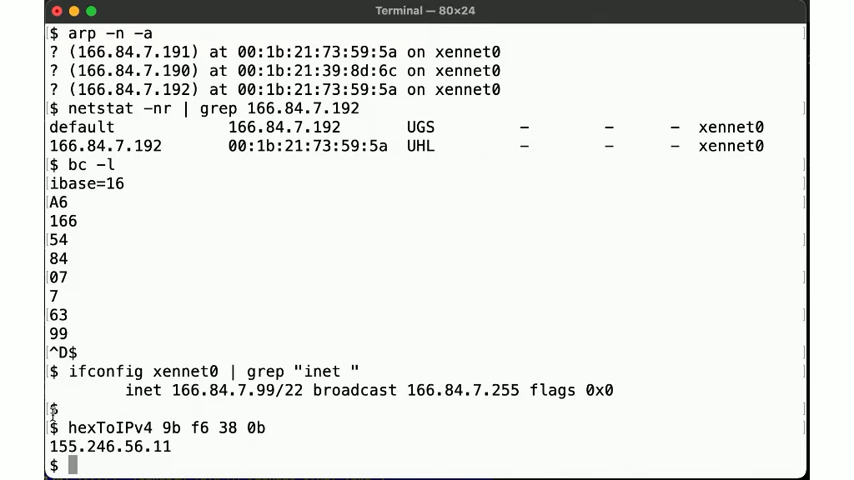 Terminal — 80×24
$ arp -n -a
? (166.84.7.191) at 00:1b:21:73:59:5a on xennet0
? (166.84.7.190) at 00:1b:21:39:8d:6c on xennet0
? (166.84.7.192) at 00:1b:21:73:59:5a on xennet0
$ netstat -nr | grep 166.84.7.192
default            166.84.7.192       UGS         -        -      -  xennet0
166.84.7.192       00:1b:21:73:59:5a  UHL         -        -      -  xennet0
$ bc -l
ibase=16
A6
166
54
84
07
7
63
99
^D$
$ ifconfig xennet0 | grep "inet "
        inet 166.84.7.99/22 broadcast 166.84.7.255 flags 0x0
$
$ hexToIPv4 9b f6 38 0b
155.246.56.11
$